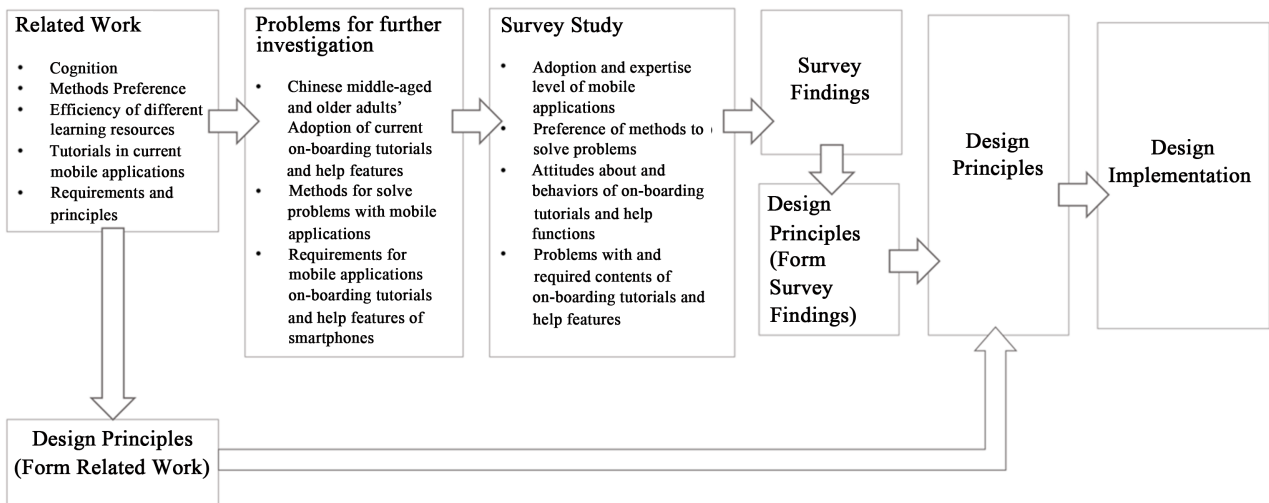 Related Work
• Cognition
• Methods Preference
• Efficiency of different
learning resources
• Tutorials in current
mobile applications
• Requirements and
principles
Problems for further
investigation
• Chinese middle-aged
and older adults’
Adoption of current
on-boarding tutorials
and help features
• Methods for solve
problems with mobile
applications
• Requirements for
mobile applications
on-boarding tutorials
and help features of
smartphones
Survey Study
• Adoption and expertise
level of mobile
applications
• Preference of methods to
solve problems
• Attitudes about and
behaviors of on-boarding
tutorials and help
functions
• Problems with and
required contents of
on-boarding tutorials and
help features
Survey
Findings
Design
Principles
(Form
Survey
Findings)
Design
Principles
Design
Implementation
Design Principles
(Form Related Work)